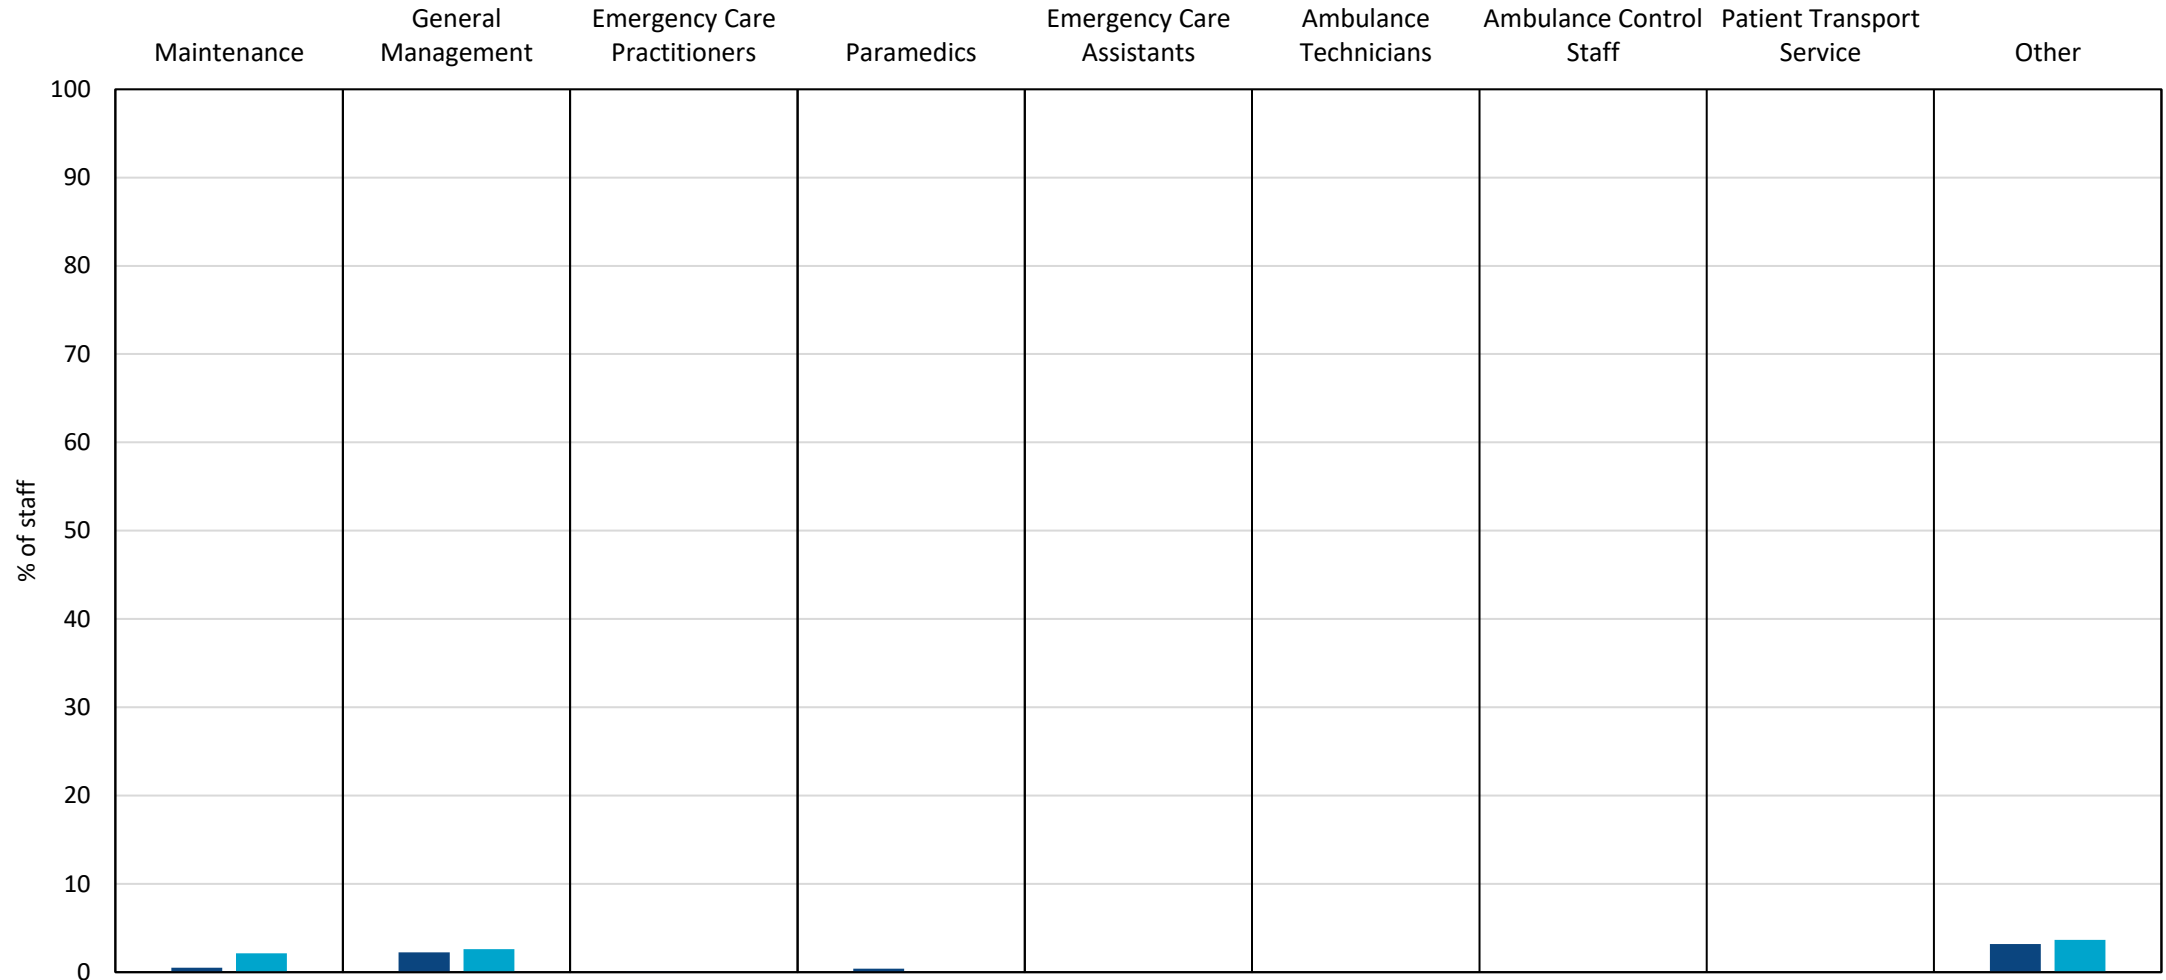 Maintenance
General
Management
Emergency Care
Practitioners
Paramedics
Emergency Care
Assistants
Ambulance
Technicians
Ambulance Control
Staff
Patient Transport
Service
Other
100
90
80
70
60
50
40
30
20
10
0
% of staff